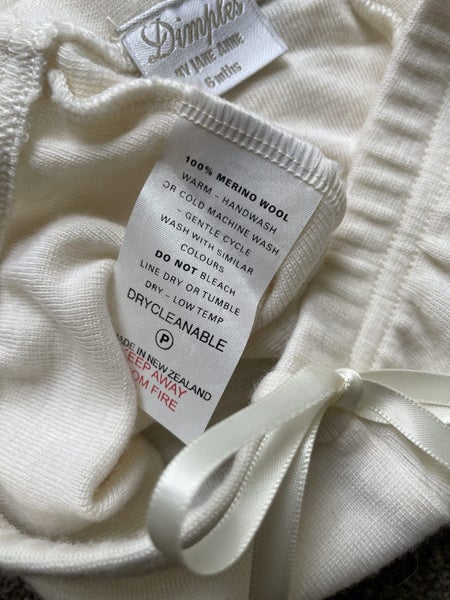 Dimples
BY JANE ANNE
6 mths
100% MERINO WOOL
WARM – HANDWASH
OR COLD MACHINE WASH
– GENTLE CYCLE
WASH WITH SIMILAR
COLOURS
DO NOT BLEACH
LINE DRY OR TUMBLE
DRY – LOW TEMP
DRYCLEANABLE
P
MADE IN NEW ZEALAND
KEEP AWAY
FROM FIRE